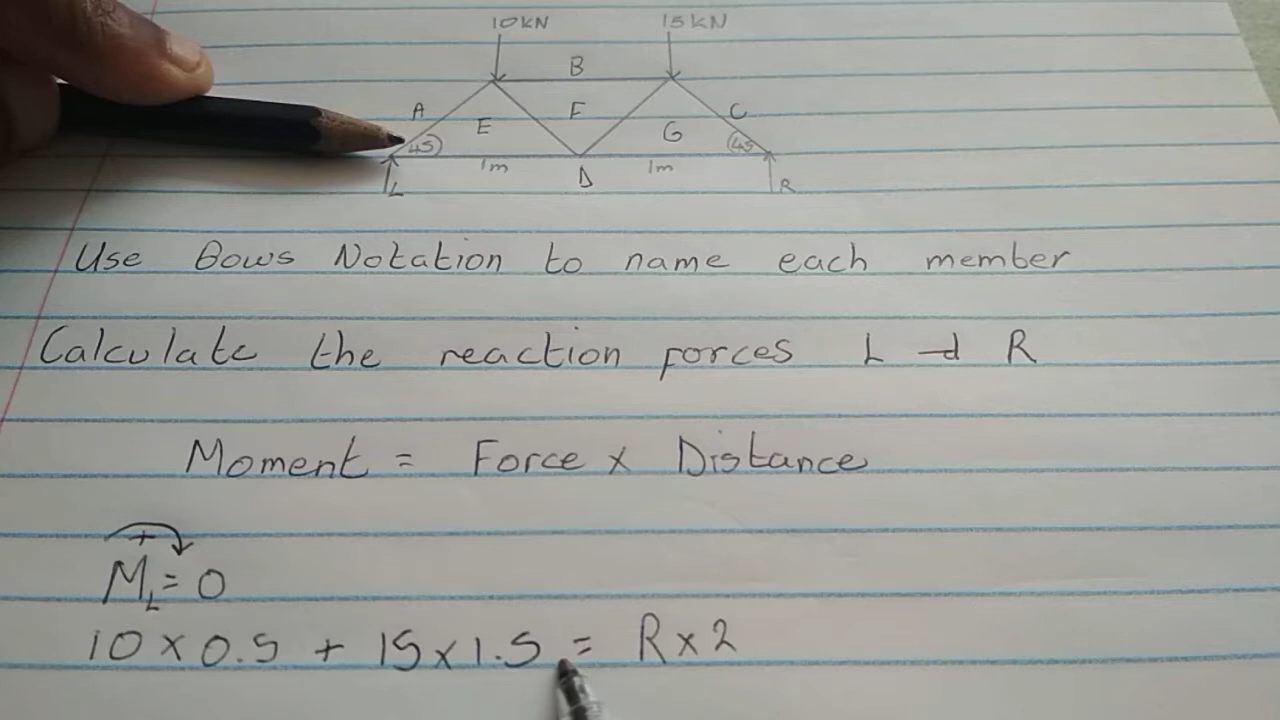 10KN 15KN
B
A E F G C
45 45
1m D 1m
L R
Use Bows Notation to name each member
Calculate the reaction forces L & R
Moment = Force x Distance
+
M_L = 0
10 x 0.5 + 15 x 1.5 = R x 2